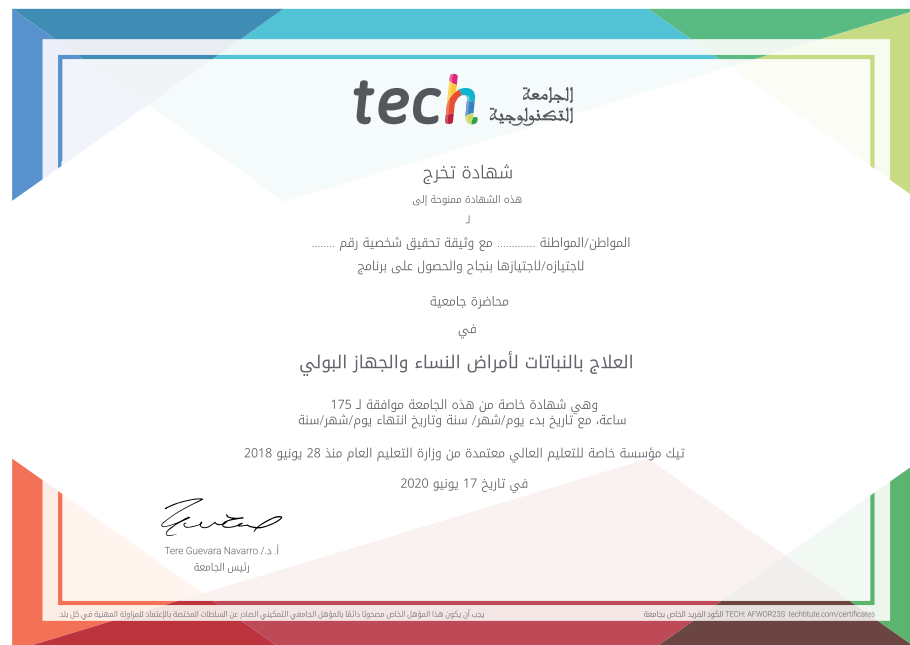 tech الجامعة
التكنولوجية
شهادة تخرج
هذه الشهادة ممنوحة إلى
لـ
المواطن/المواطنة ............. مع وثيقة تحقيق شخصية رقم ........
لاجتيازه/لاجتيازها بنجاح والحصول على برنامج
محاضرة جامعية
في
العلاج بالنباتات لأمراض النساء والجهاز البولي
وهي شهادة خاصة من هذه الجامعة موافقة لـ 175
ساعة، مع تاريخ بدء يوم/شهر/ سنة وتاريخ انتهاء يوم/شهر/سنة
تيك مؤسسة خاصة للتعليم العالي معتمدة من وزارة التعليم العام منذ 28 يونيو 2018
في تاريخ 17 يونيو 2020
أ. د./ Tere Guevara Navarro
رئيس الجامعة
يجب أن يكون هذا المؤهل الخاص مصحوبًا دائمًا بالمؤهل الجامعي التمكيني الصادر عن السلطات المختصة بالإعتماد للمزاولة المهنية في كل بلد.
الكود الفريد الخاص بجامعة TECH: AFWOR23S techtitute.com/certificates